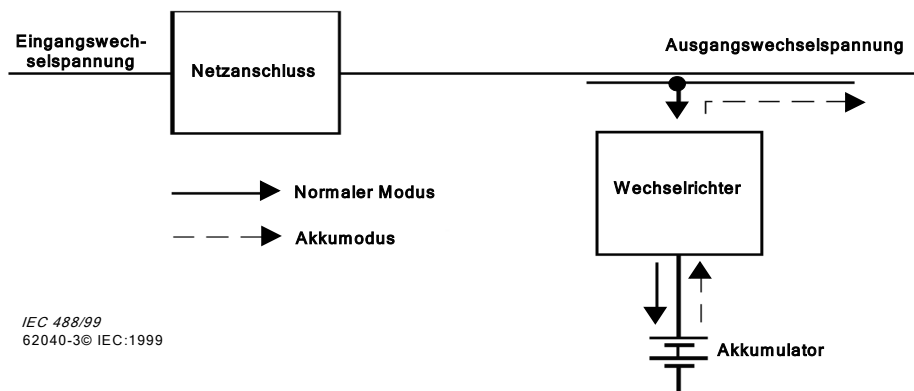 Eingangswech-
selspannung
Netzanschluss
Ausgangswechselspannung
Wechselrichter
Normaler Modus
Akkumodus
IEC 488/99
62040-3© IEC:1999
Akkumulator